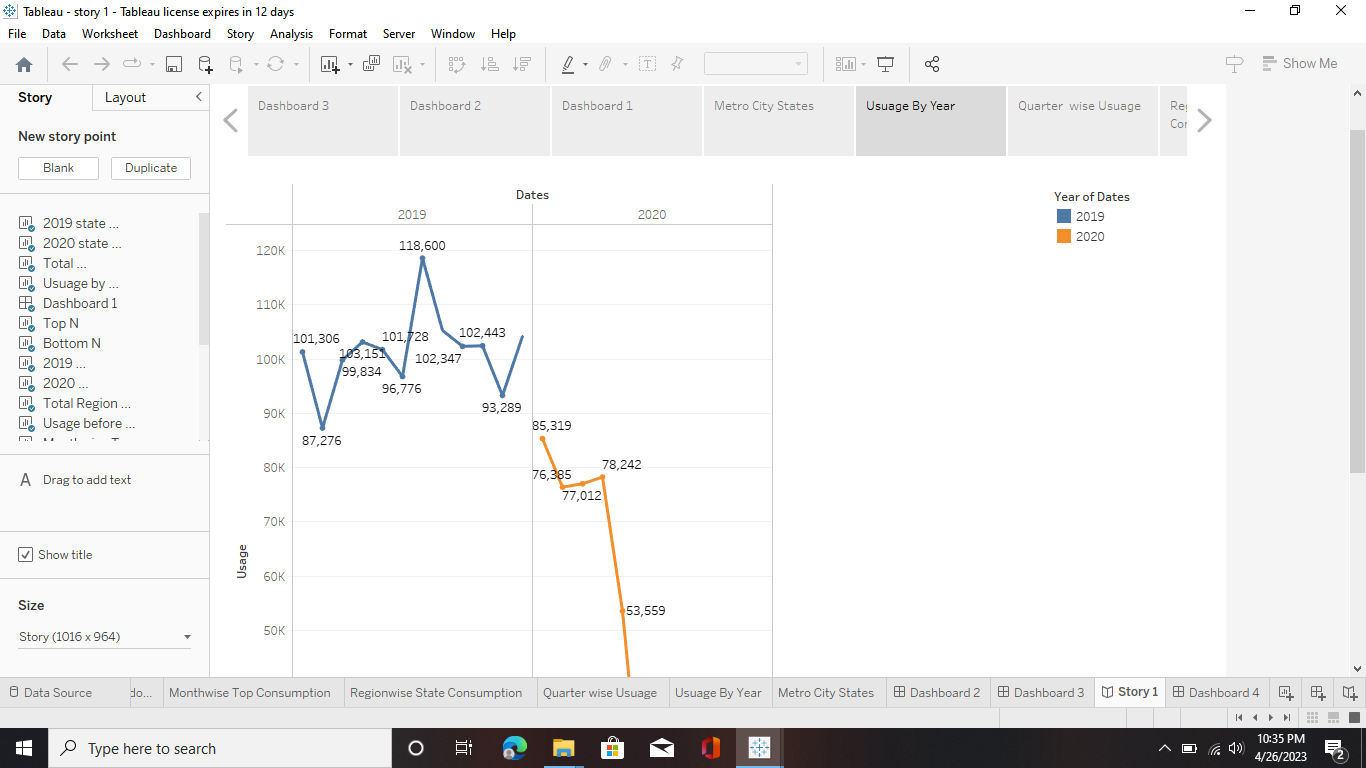 Tableau - story 1 - Tableau license expires in 12 days
File Data Worksheet Dashboard Story Analysis Format Server Window Help
Show Me
Story Layout
New story point
Blank Duplicate
2019 state ...
2020 state ...
Total ...
Usuage by ...
Dashboard 1
Top N
Bottom N
2019 ...
2020 ...
Total Region ...
Usage before ...
A Drag to add text
Show title
Size
Story (1016 x 964)
Dashboard 3 Dashboard 2 Dashboard 1 Metro City States Usuage By Year Quarter wise Usuage
Dates
2019 2020
120K
110K
100K
90K
80K
70K
60K
50K
Usage
118,600
101,306
103,151
101,728
102,443
102,347
99,834
96,776
93,289
87,276
85,319
76,385
78,242
77,012
53,559
Year of Dates
2019
2020
Data Source do... Monthwise Top Consumption Regionwise State Consumption Quarter wise Usuage Usuage By Year Metro City States Dashboard 2 Dashboard 3 Story 1 Dashboard 4
Type here to search
10:35 PM
4/26/2023
2